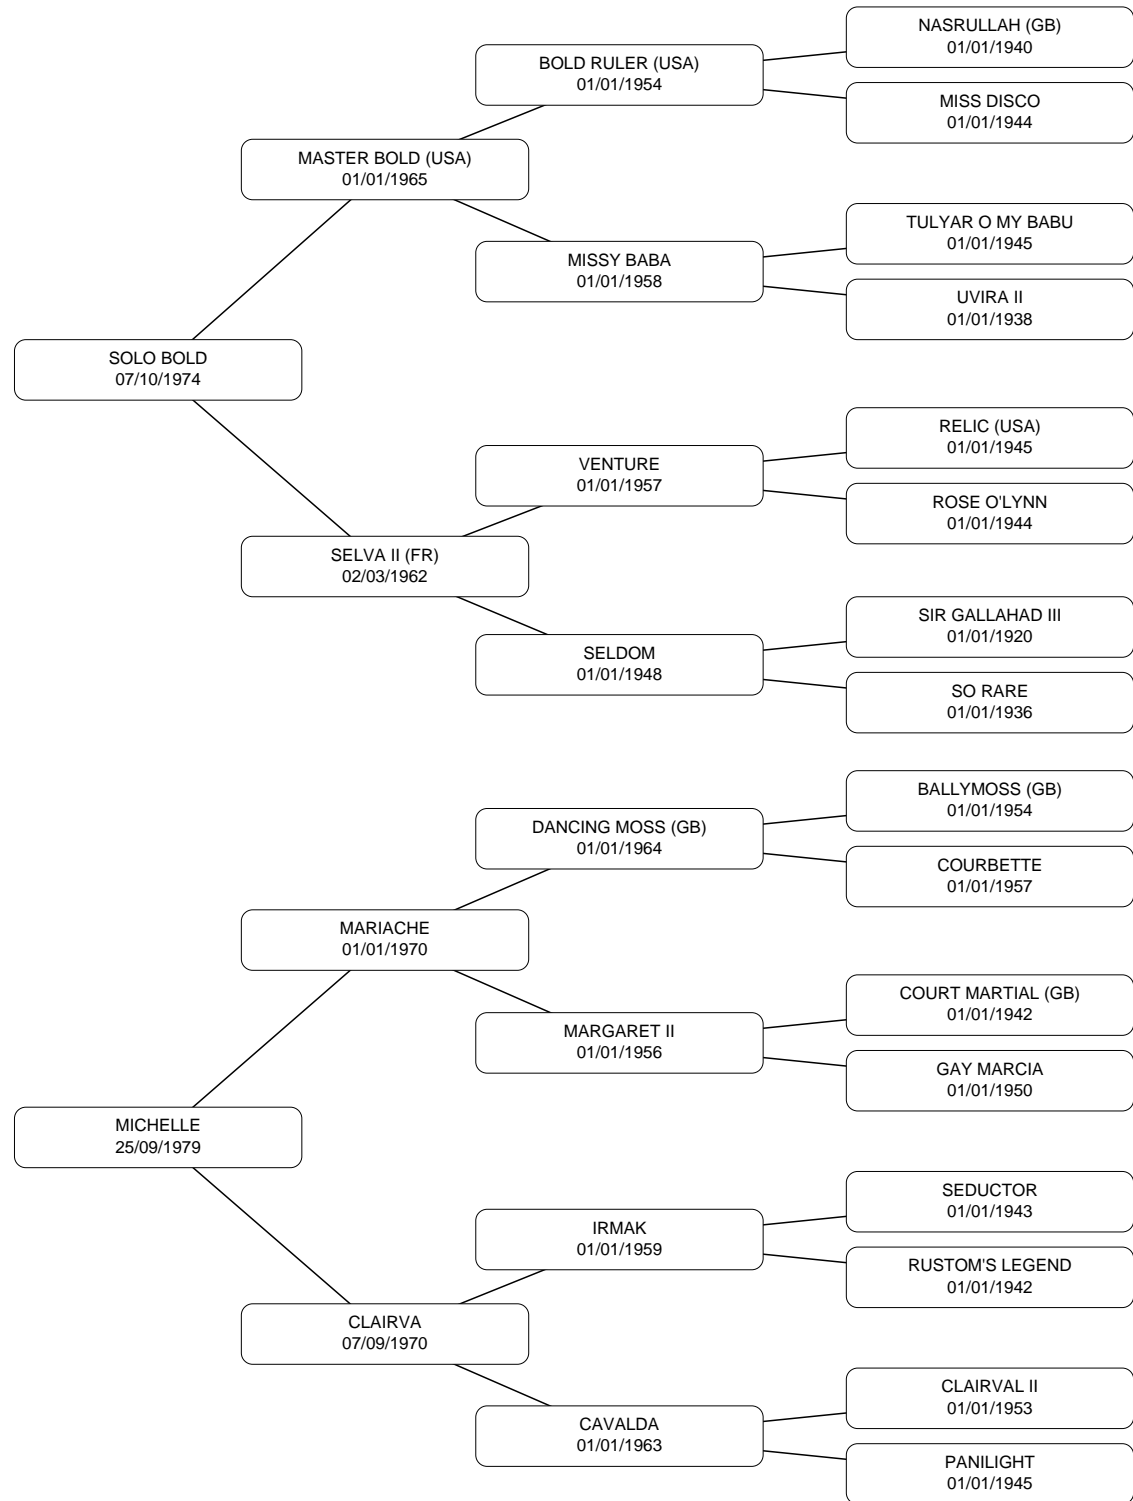 NASRULLAH (GB)
01/01/1940
BOLD RULER (USA)
01/01/1954
MISS DISCO
01/01/1944
MASTER BOLD (USA)
01/01/1965
TULYAR O MY BABU
01/01/1945
MISSY BABA
01/01/1958
UVIRA II
01/01/1938
SOLO BOLD
07/10/1974
RELIC (USA)
01/01/1945
VENTURE
01/01/1957
ROSE O'LYNN
01/01/1944
SELVA II (FR)
02/03/1962
SIR GALLAHAD III
01/01/1920
SELDOM
01/01/1948
SO RARE
01/01/1936
BALLYMOSS (GB)
01/01/1954
DANCING MOSS (GB)
01/01/1964
COURBETTE
01/01/1957
MARIACHE
01/01/1970
COURT MARTIAL (GB)
01/01/1942
MARGARET II
01/01/1956
GAY MARCIA
01/01/1950
MICHELLE
25/09/1979
SEDUCTOR
01/01/1943
IRMAK
01/01/1959
RUSTOM'S LEGEND
01/01/1942
CLAIRVA
07/09/1970
CLAIRVAL II
01/01/1953
CAVALDA
01/01/1963
PANILIGHT
01/01/1945